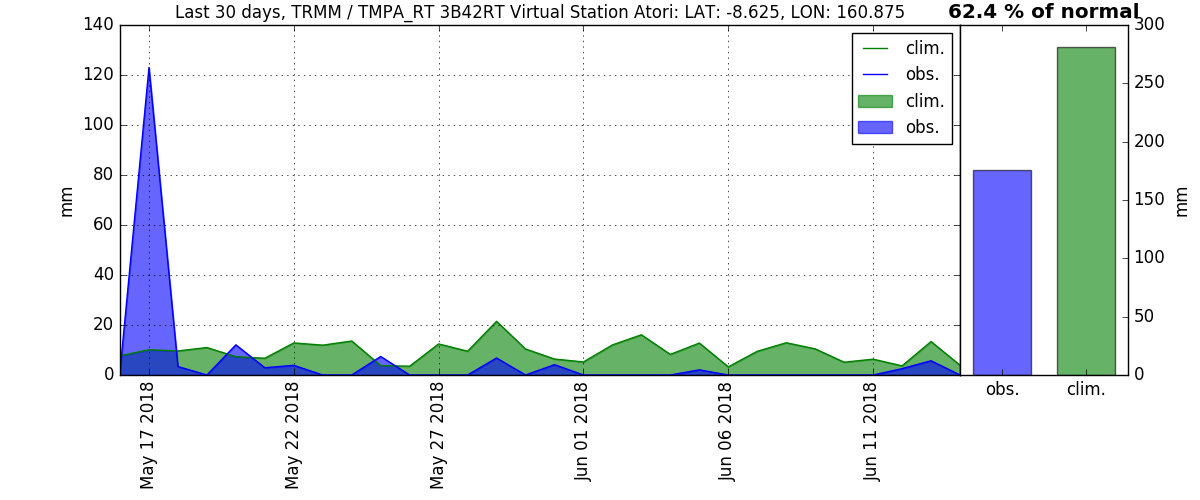 Last 30 days, TRMM / TMPA_RT 3B42RT Virtual Station Atori: LAT: -8.625, LON: 160.875
62.4 % of normal
140
120
100
80
60
40
20
0
mm
clim.
obs.
clim.
obs.
May 17 2018
May 22 2018
May 27 2018
Jun 01 2018
Jun 06 2018
Jun 11 2018
300
250
200
150
100
50
0
mm
obs.
clim.